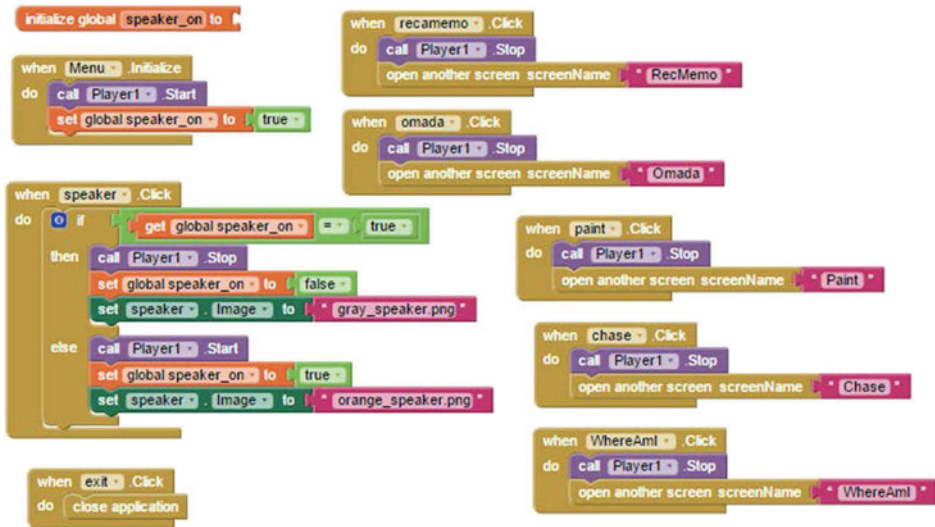 initialize global speaker_on to
when Menu .Initialize
do call Player1 .Start
set global speaker_on to true
when speaker .Click
do if get global speaker_on = true
then call Player1 .Stop
set global speaker_on to false
set speaker . Image to " gray_speaker.png "
else call Player1 .Start
set global speaker_on to true
set speaker . Image to " orange_speaker.png "
when exit .Click
do close application
when recamemo .Click
do call Player1 .Stop
open another screen screenName " RecMemo "
when omada .Click
do call Player1 .Stop
open another screen screenName " Omada "
when paint .Click
do call Player1 .Stop
open another screen screenName " Paint "
when chase .Click
do call Player1 .Stop
open another screen screenName " Chase "
when WhereAmI .Click
do call Player1 .Stop
open another screen screenName " WhereAmI "